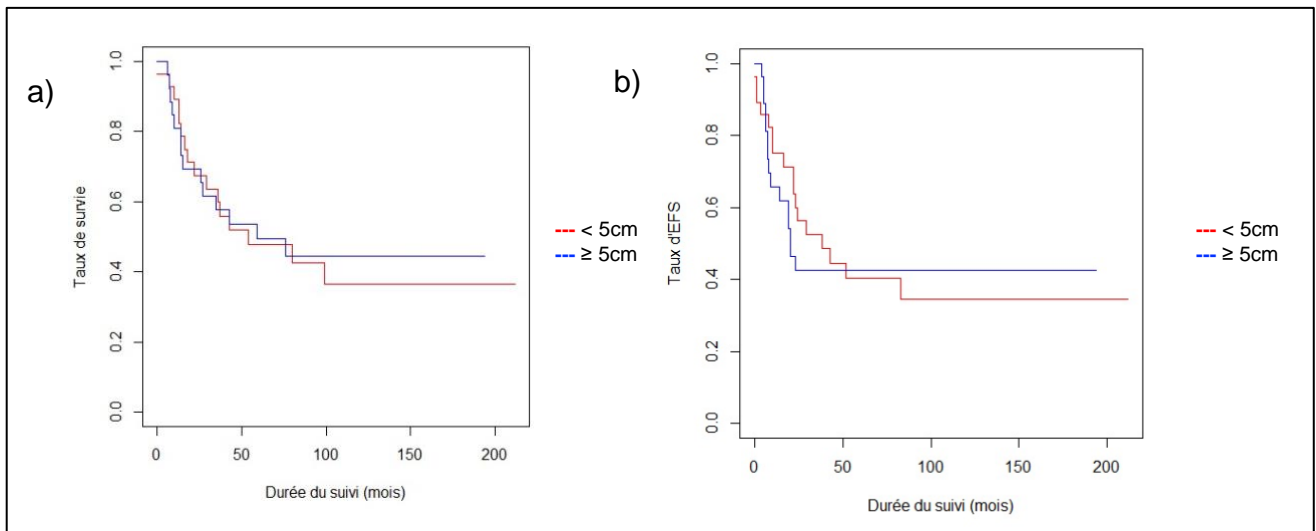 a)
Taux de survie
0.0 0.2 0.4 0.6 0.8 1.0
0 50 100 150 200
Durée du suivi (mois)
< 5cm
≥ 5cm
b)
Taux d'EFS
0.0 0.2 0.4 0.6 0.8 1.0
0 50 100 150 200
Durée du suivi (mois)
< 5cm
≥ 5cm